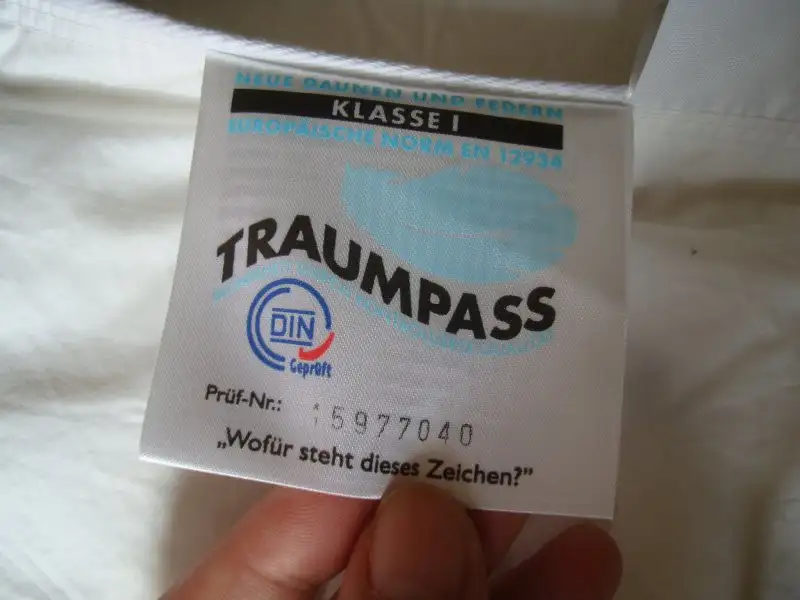 NEUE DAUNEN UND FEDERN
KLASSE I
EUROPÄISCHE NORM EN 12934
TRAUMPASS
DIN
Geprüft
Prüf-Nr.: 15977040
„Wofür steht dieses Zeichen?”